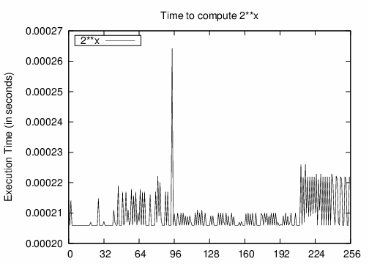 Time to compute 2**x
0.00027
2**x
0.00026
0.00025
0.00024
0.00023
0.00022
0.00021
0.00020
0 32 64 96 128 160 192 224 256
Execution Time (in seconds)